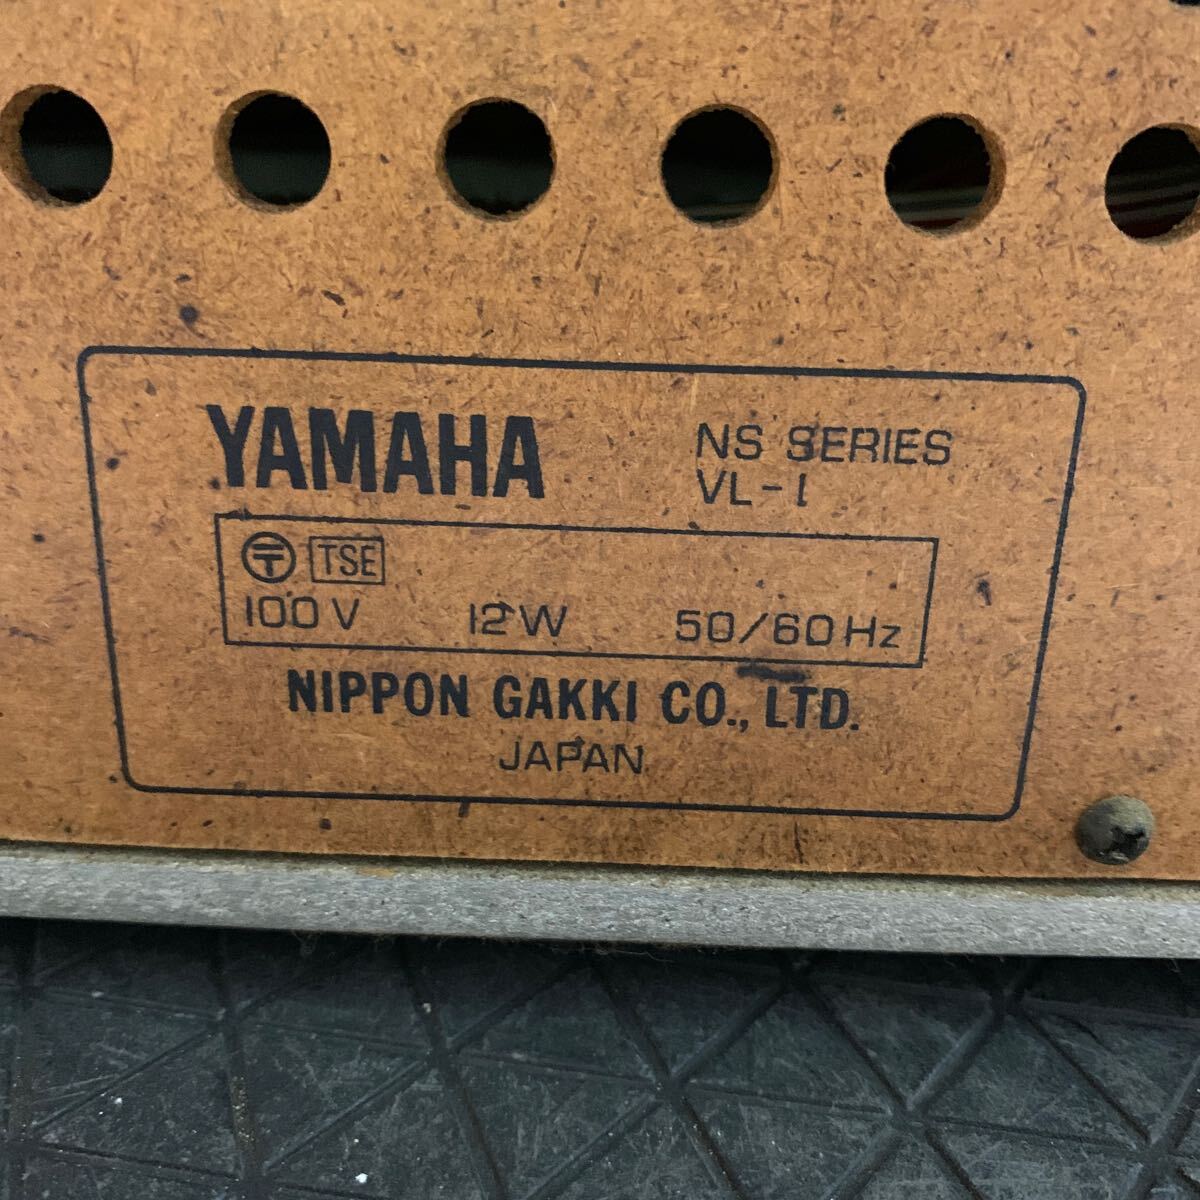 YAMAHA
NS SERIES
VL-1
〒 TSE
100V 12W 50/60Hz
NIPPON GAKKI CO., LTD.
JAPAN